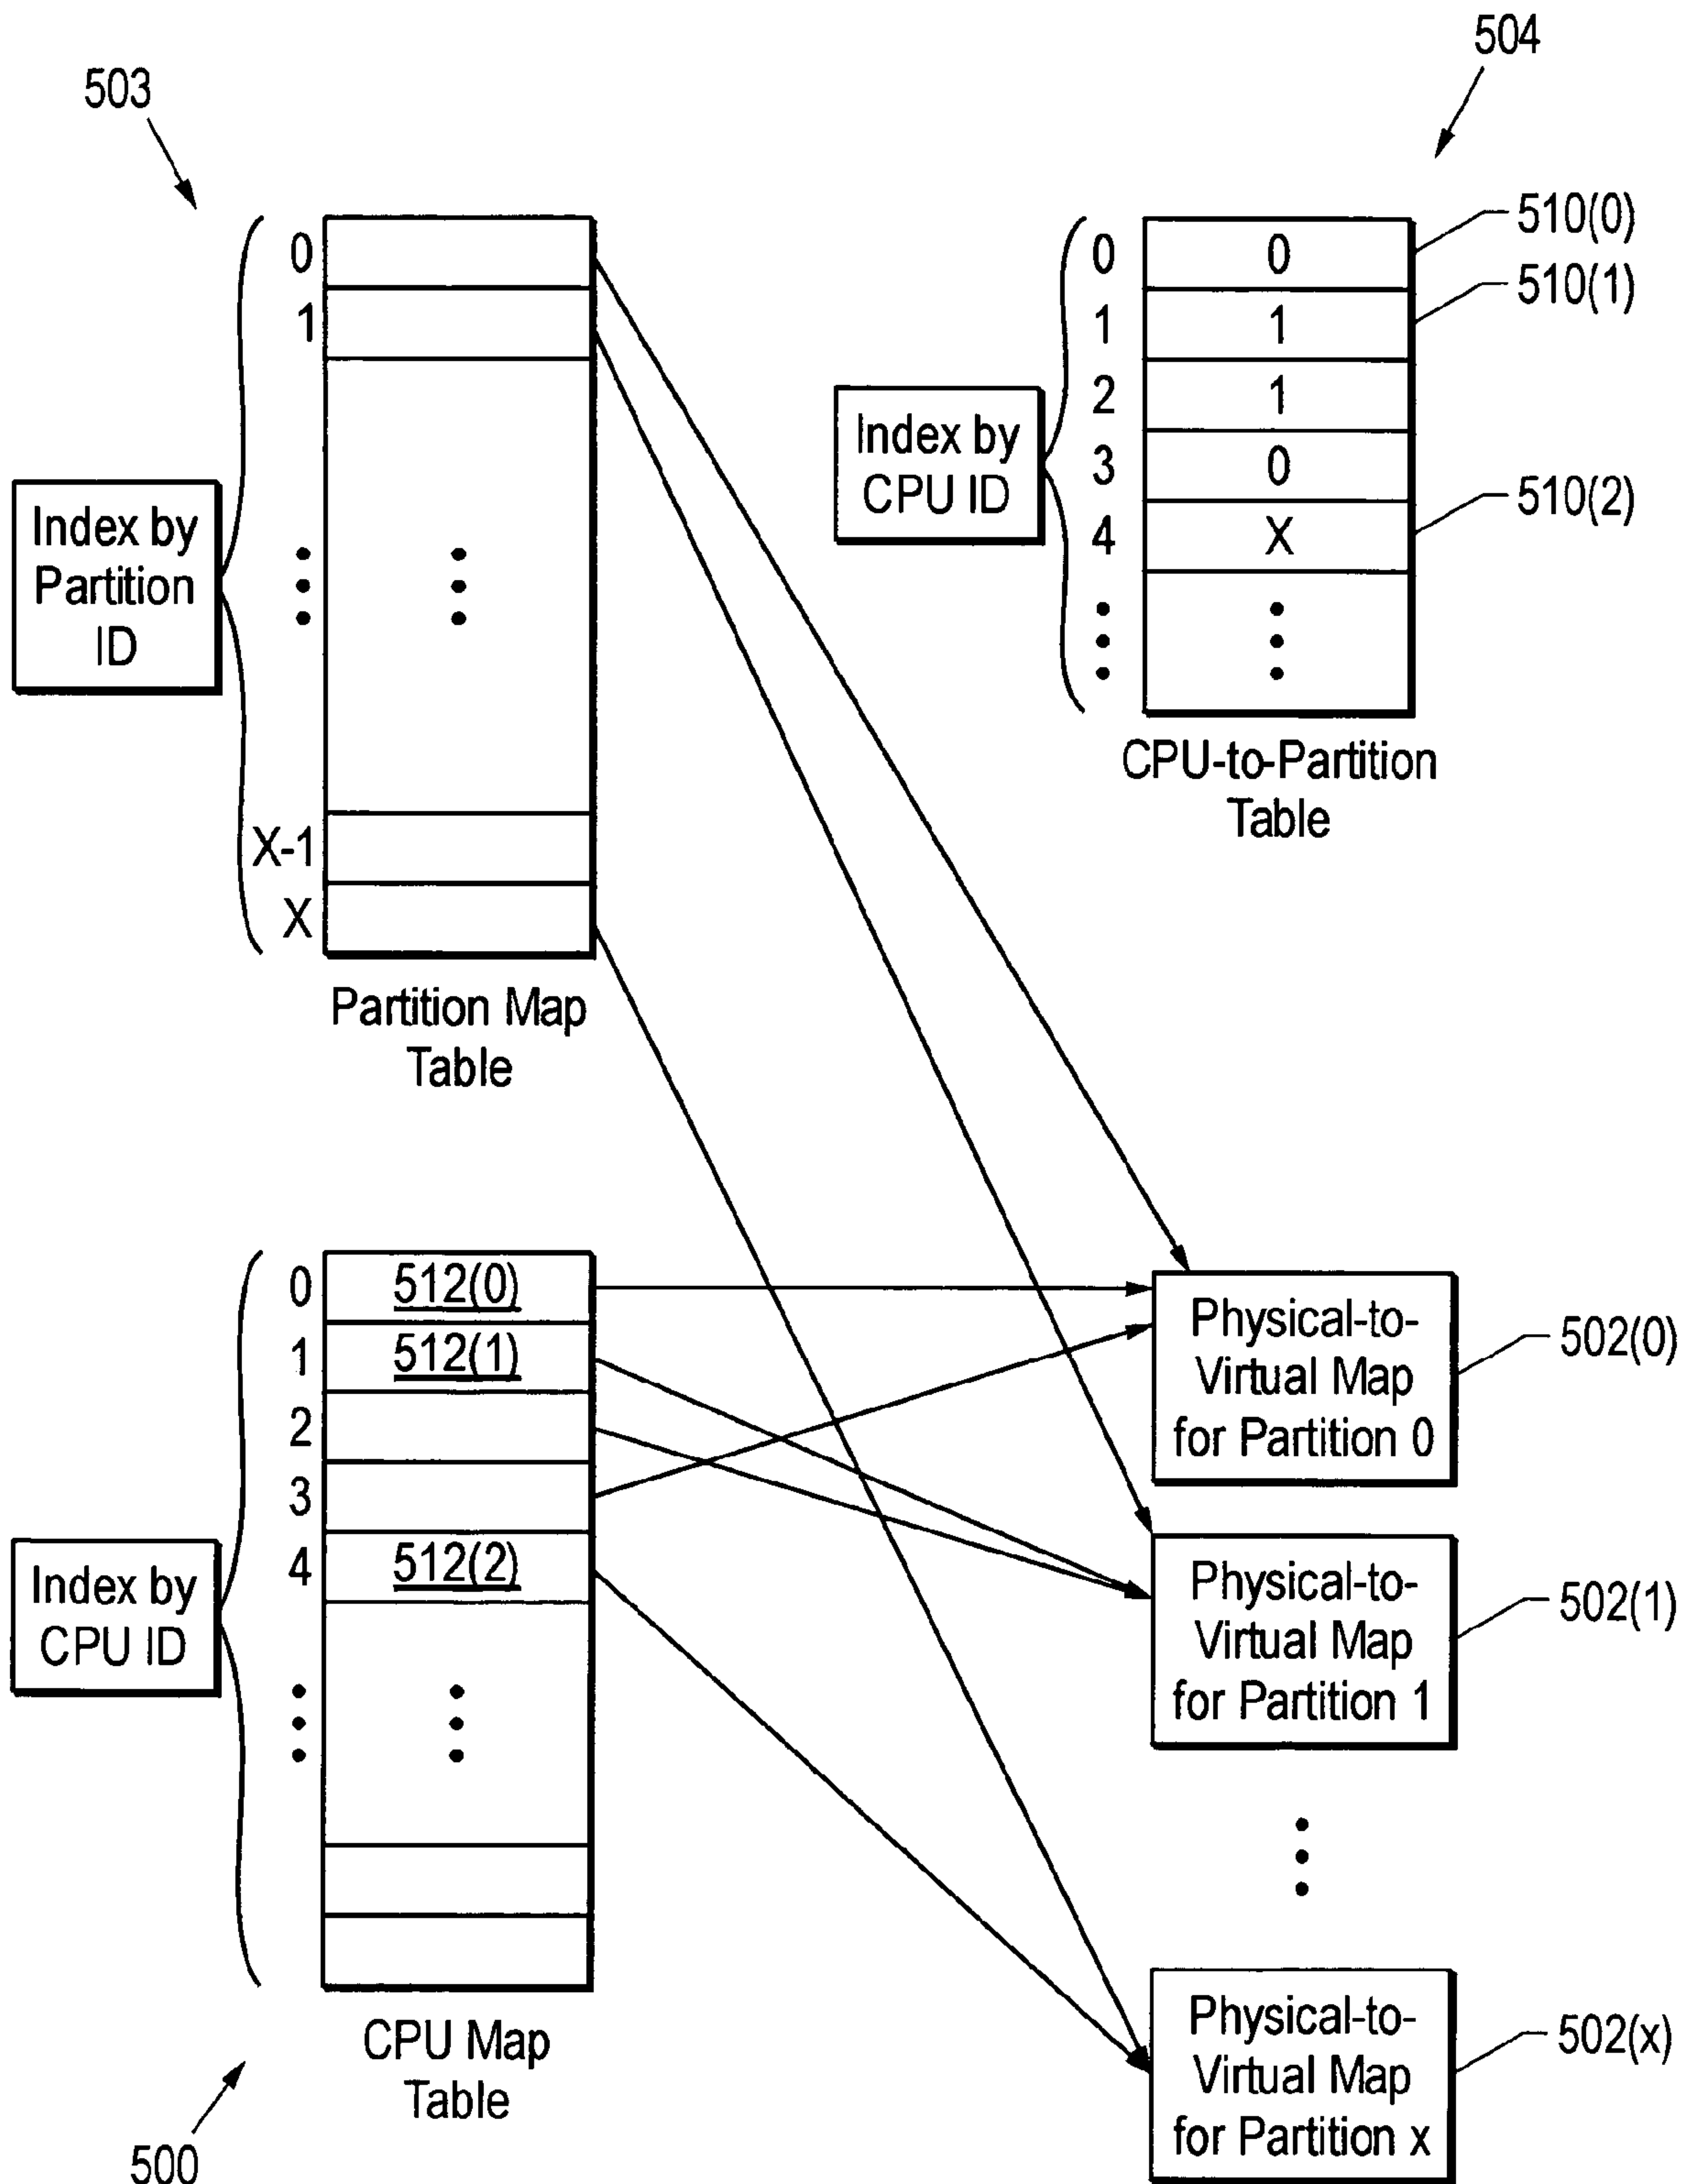 503
504
0
1
X-1
X
Index by
Partition
ID
Partition Map
Table
0 0
1 1
2 1
3 0
4 X
510(0)
510(1)
510(2)
Index by
CPU ID
CPU-to-Partition
Table
0 512(0)
1 512(1)
2
3
4 512(2)
Index by
CPU ID
CPU Map
Table
500
Physical-to-
Virtual Map
for Partition 0
502(0)
Physical-to-
Virtual Map
for Partition 1
502(1)
Physical-to-
Virtual Map
for Partition x
502(x)